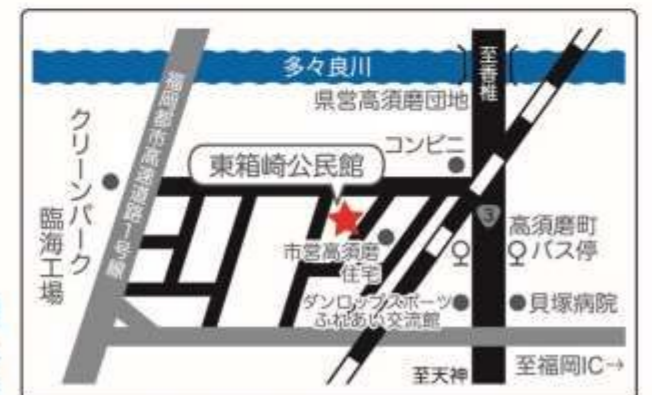 多々良川
至香椎
福岡都市高速道路1号線
県営高須磨団地
コンビニ
クリーンパーク
臨海工場
東箱崎公民館
3
高須磨町
バス停
市営高須磨
住宅
ダンロップスポーツ
ふれあい交流館
貝塚病院
至天神
至福岡IC→